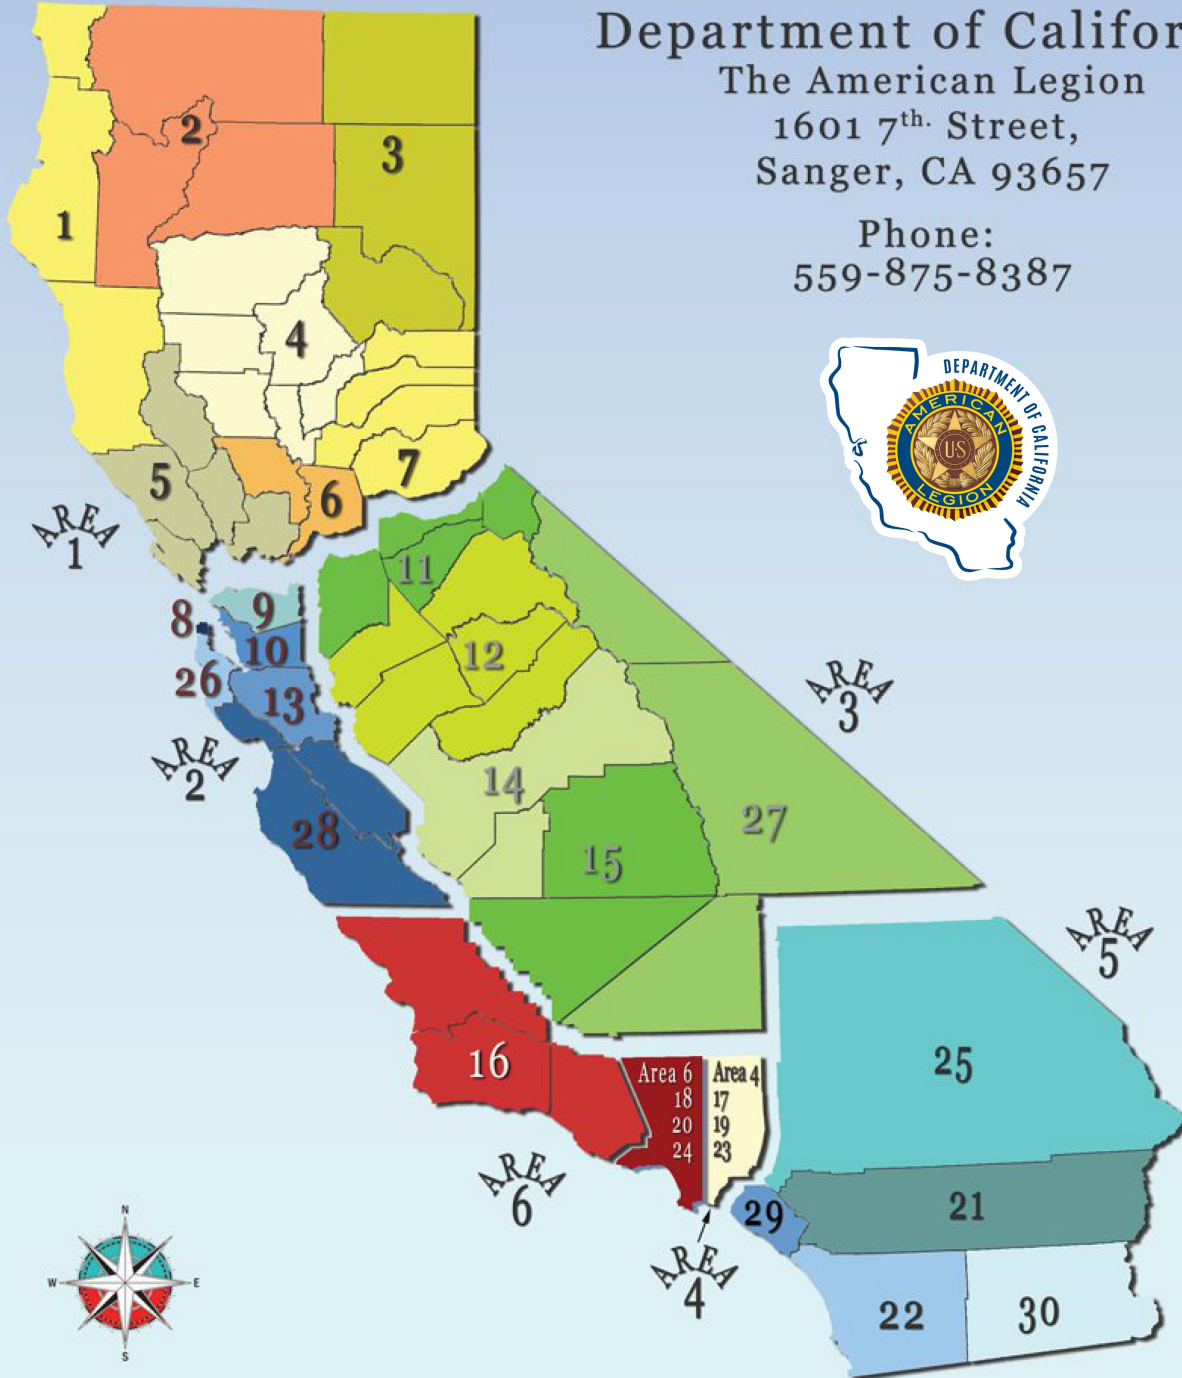 Department of Califor
The American Legion
1601 7th. Street,
Sanger, CA 93657
Phone:
559-875-8387
DEPARTMENT OF CALIFORNIA
AMERICAN
US
LEGION
1
2
3
4
5
6
7
AREA
1
8
9
10
26
13
28
AREA
2
11
12
14
15
27
AREA
3
16
Area 6
18
20
24
Area 4
17
19
23
AREA
6
AREA
4
AREA
5
25
21
29
22
30
N
W
E
S